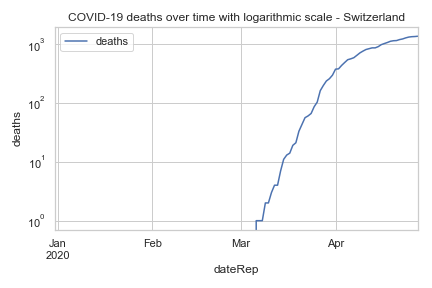 COVID-19 deaths over time with logarithmic scale - Switzerland
deaths
10³
10²
10¹
10⁰
deaths
Jan
2020
Feb
Mar
Apr
dateRep